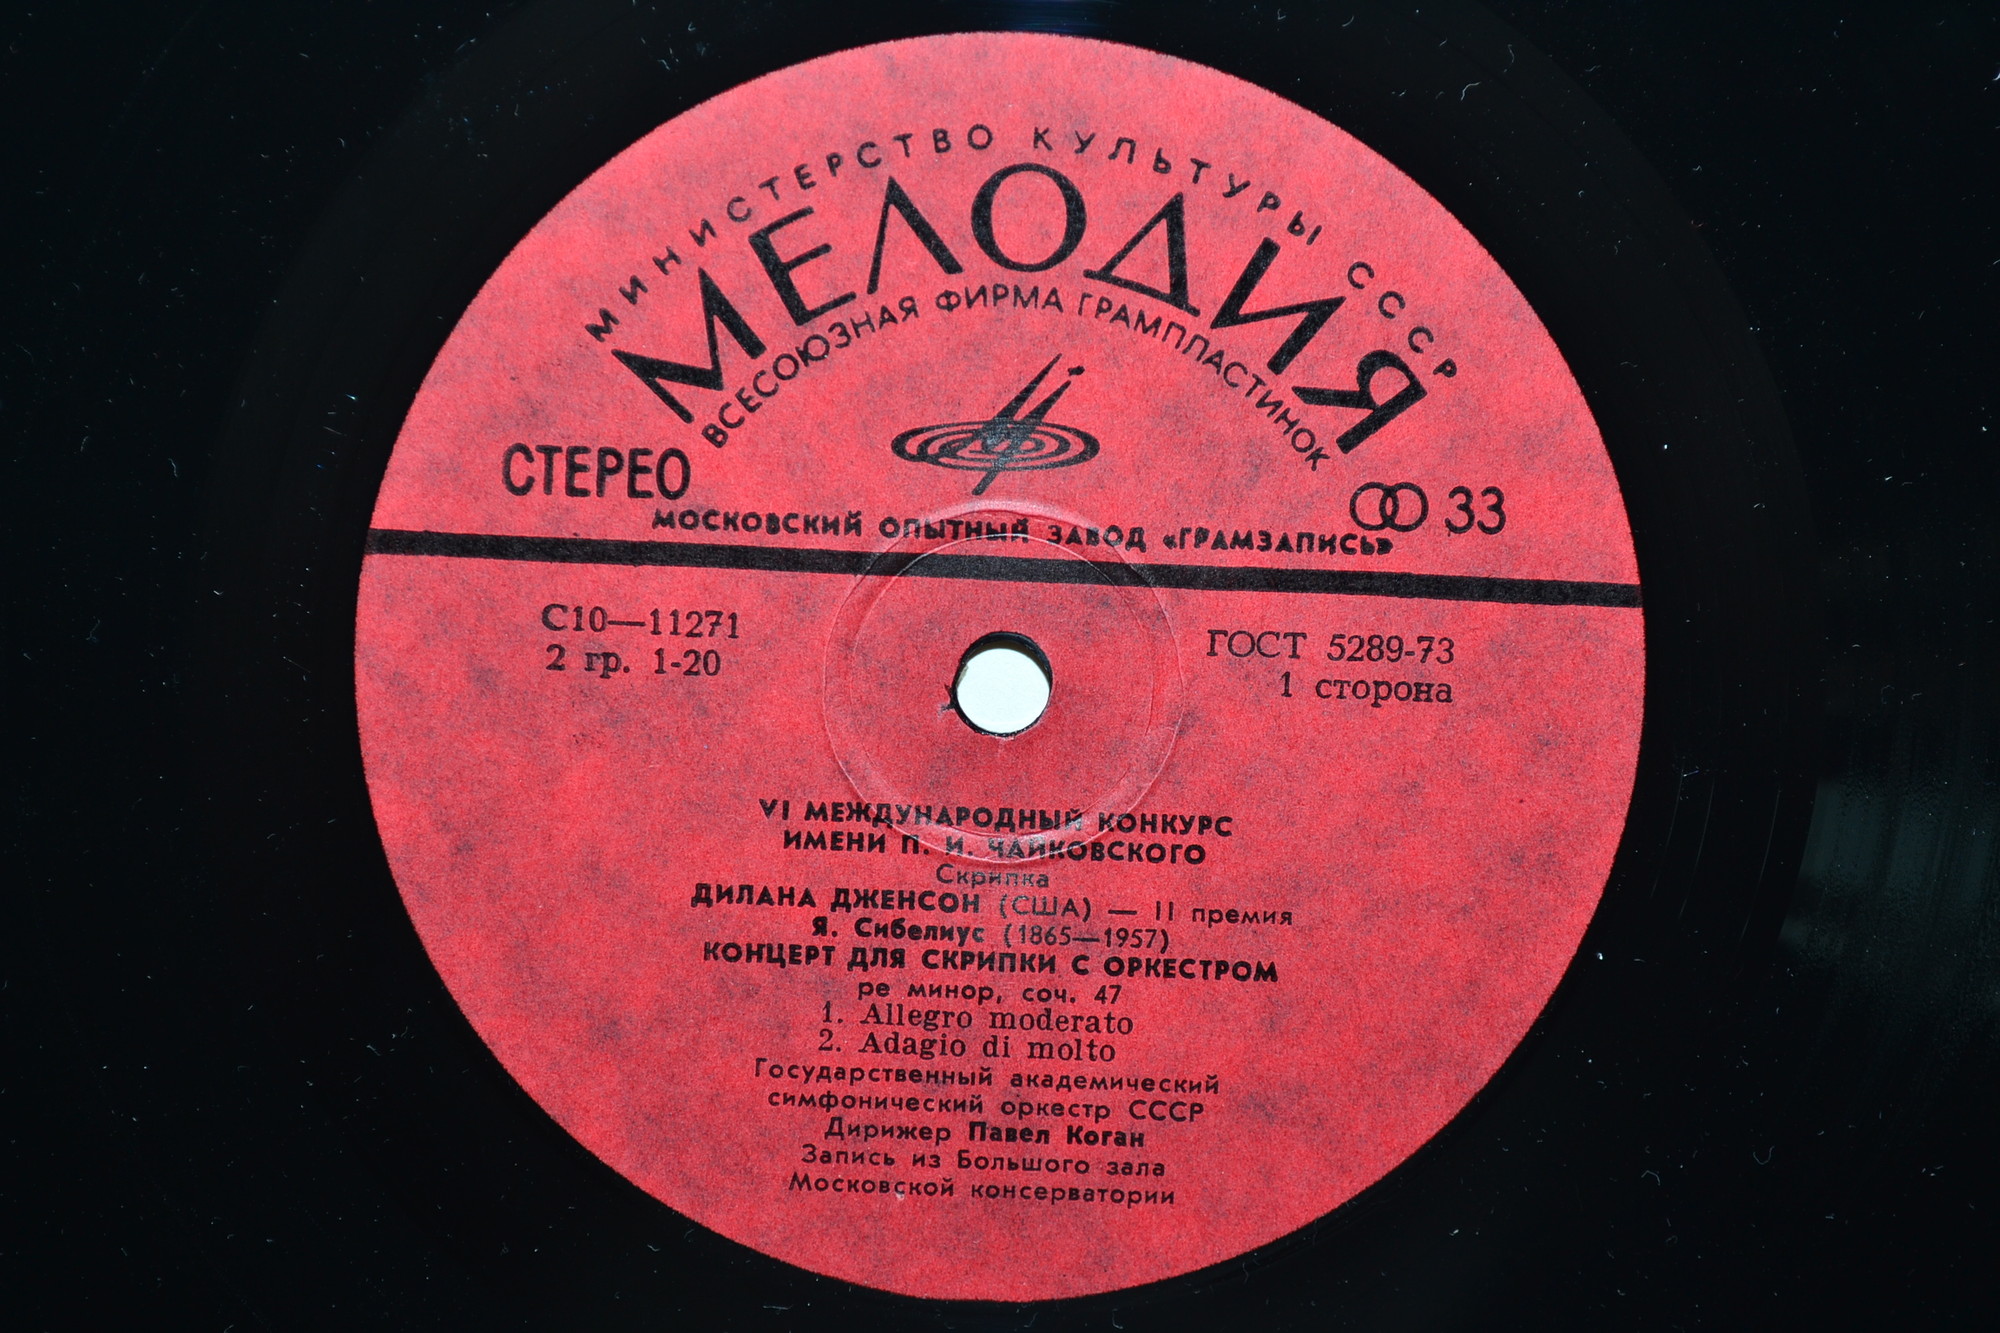 МИНИСТЕРСТВО КУЛЬТУРЫ СССР
МЕЛОДИЯ
ВСЕСОЮЗНАЯ ФИРМА ГРАМПЛАСТИНОК
СТЕРЕО
33
МОСКОВСКИЙ ОПЫТНЫЙ ЗАВОД «ГРАМЗАПИСЬ»
С10—11271
2 гр. 1-20
ГОСТ 5289-73
1 сторона
VI МЕЖДУНАРОДНЫЙ КОНКУРС
ИМЕНИ П. И. ЧАЙКОВСКОГО
Скрипка
ДИЛАНА ДЖЕНСОН (США) — II премия
Я. Сибелиус (1865—1957)
КОНЦЕРТ ДЛЯ СКРИПКИ С ОРКЕСТРОМ
ре минор, соч. 47
1. Allegro moderato
2. Adagio di molto
Государственный академический
симфонический оркестр СССР
Дирижер Павел Коган
Запись из Большого зала
Московской консерватории